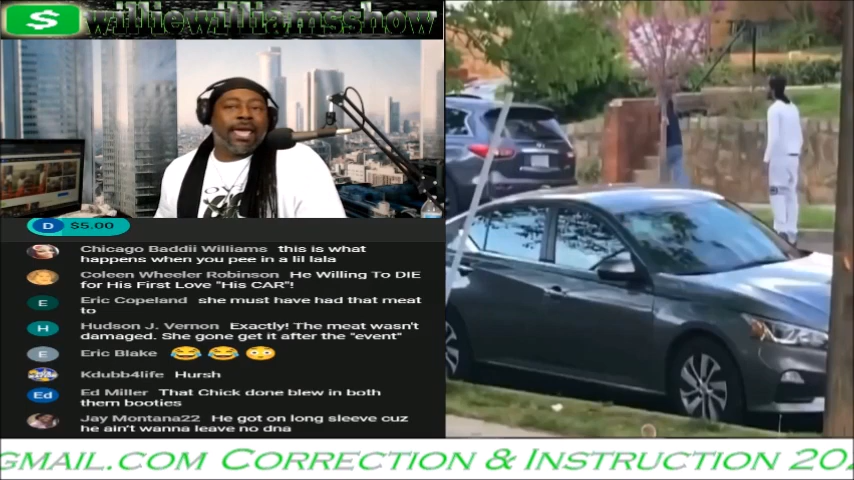 $ williewilliamsshow
D $5.00
Chicago Baddii Williams this is what
happens when you pee in a lil lala
Coleen Wheeler Robinson He Willing To DIE
for His First Love "His CAR"!
E Eric Copeland she must have had that meat
to
H Hudson J. Vernon Exactly! The meat wasn't
damaged. She gone get it after the "event"
E Eric Blake 😂 😂 😳
Kdubb4life Hursh
Ed Ed Miller That Chick done blew in both
them booties
Jay Montana22 He got on long sleeve cuz
he ain't wanna leave no dna
GMAIL.COM CORRECTION & INSTRUCTION 20